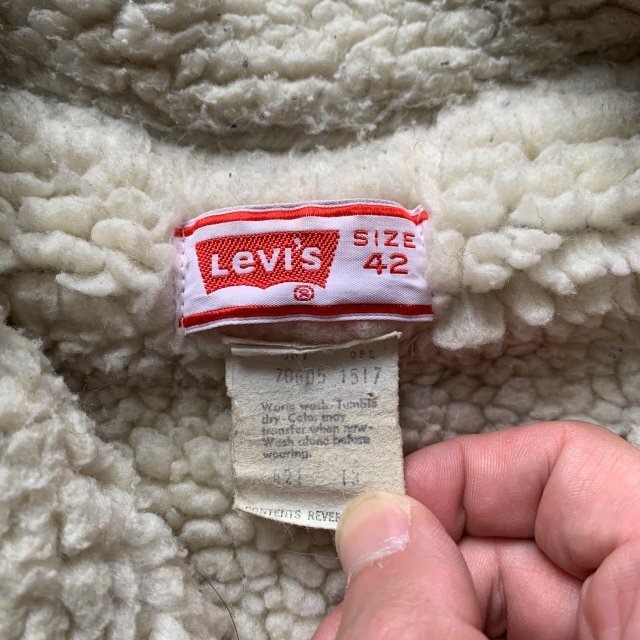 Levi's
®
SIZE
42
70605 1517
Warm wash. Tumble
dry. Color may
transfer when new-
Wash alone before
wearing.
CONTENTS REVER